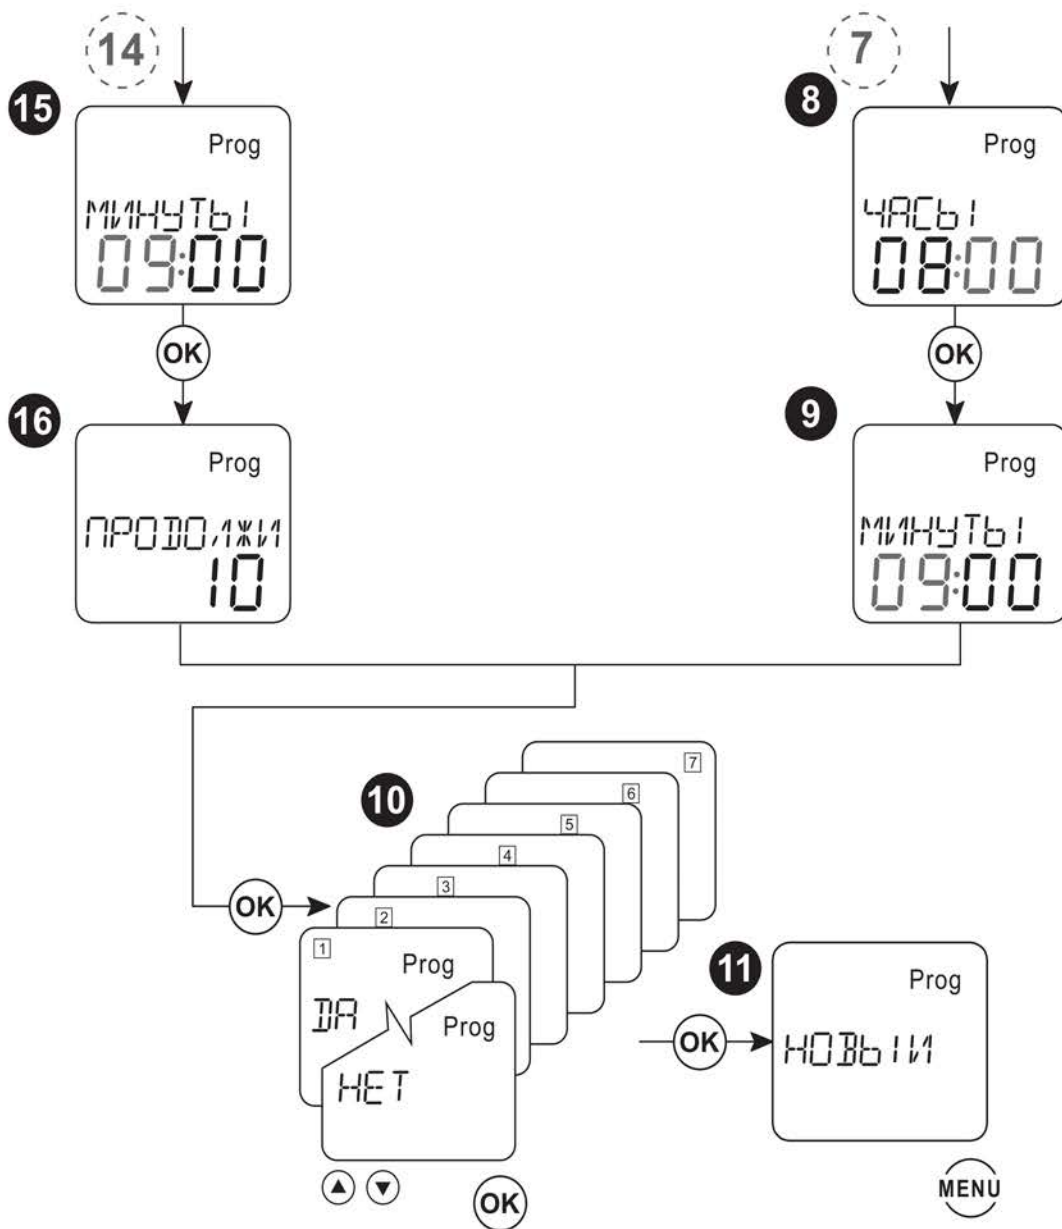 14
15
Prog
МИНУТЫ
09:00
OK
16
Prog
ПРОДОЛЖИ
10
7
8
Prog
ЧАСЫ
08:00
OK
9
Prog
МИНУТЫ
09:00
10
7
6
5
4
3
2
1
OK
Prog
ДА
Prog
НЕТ
OK
OK
11
Prog
НОВЫИ
MENU